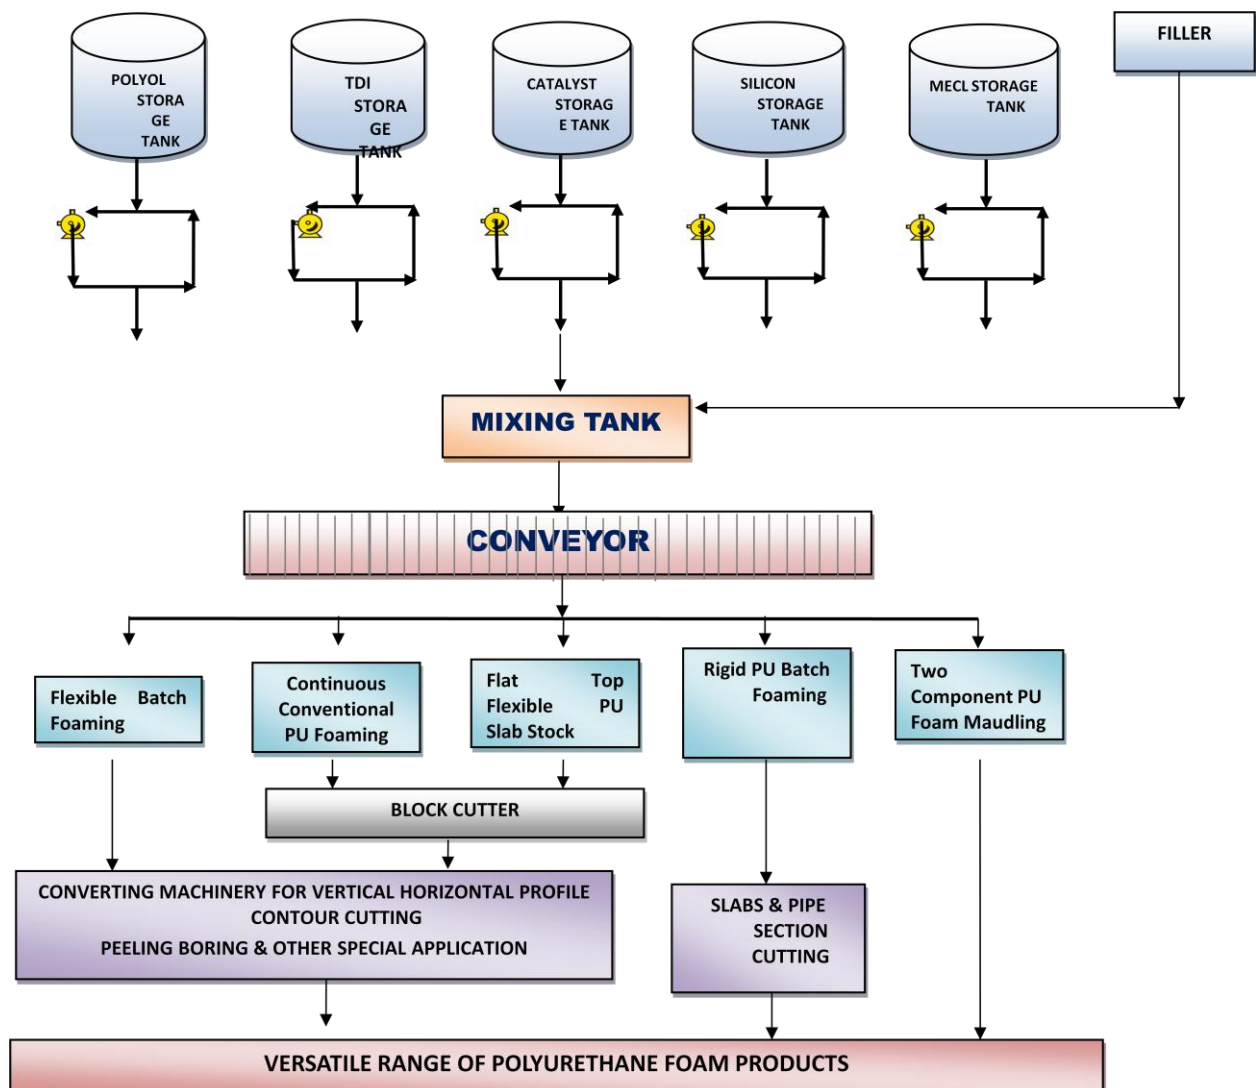 POLYOL
STORA
GE
TANK
TDI
STORA
GE
TANK
CATALYST
STORAG
E TANK
SILICON
STORAGE
TANK
MECL STORAGE
TANK
FILLER
MIXING TANK
CONVEYOR
Flexible Batch
Foaming
Continuous
Conventional
PU Foaming
Flat Top
Flexible PU
Slab Stock
Rigid PU Batch
Foaming
Two
Component PU
Foam Maudling
BLOCK CUTTER
CONVERTING MACHINERY FOR VERTICAL HORIZONTAL PROFILE
CONTOUR CUTTING
PEELING BORING & OTHER SPECIAL APPLICATION
SLABS & PIPE
SECTION
CUTTING
VERSATILE RANGE OF POLYURETHANE FOAM PRODUCTS